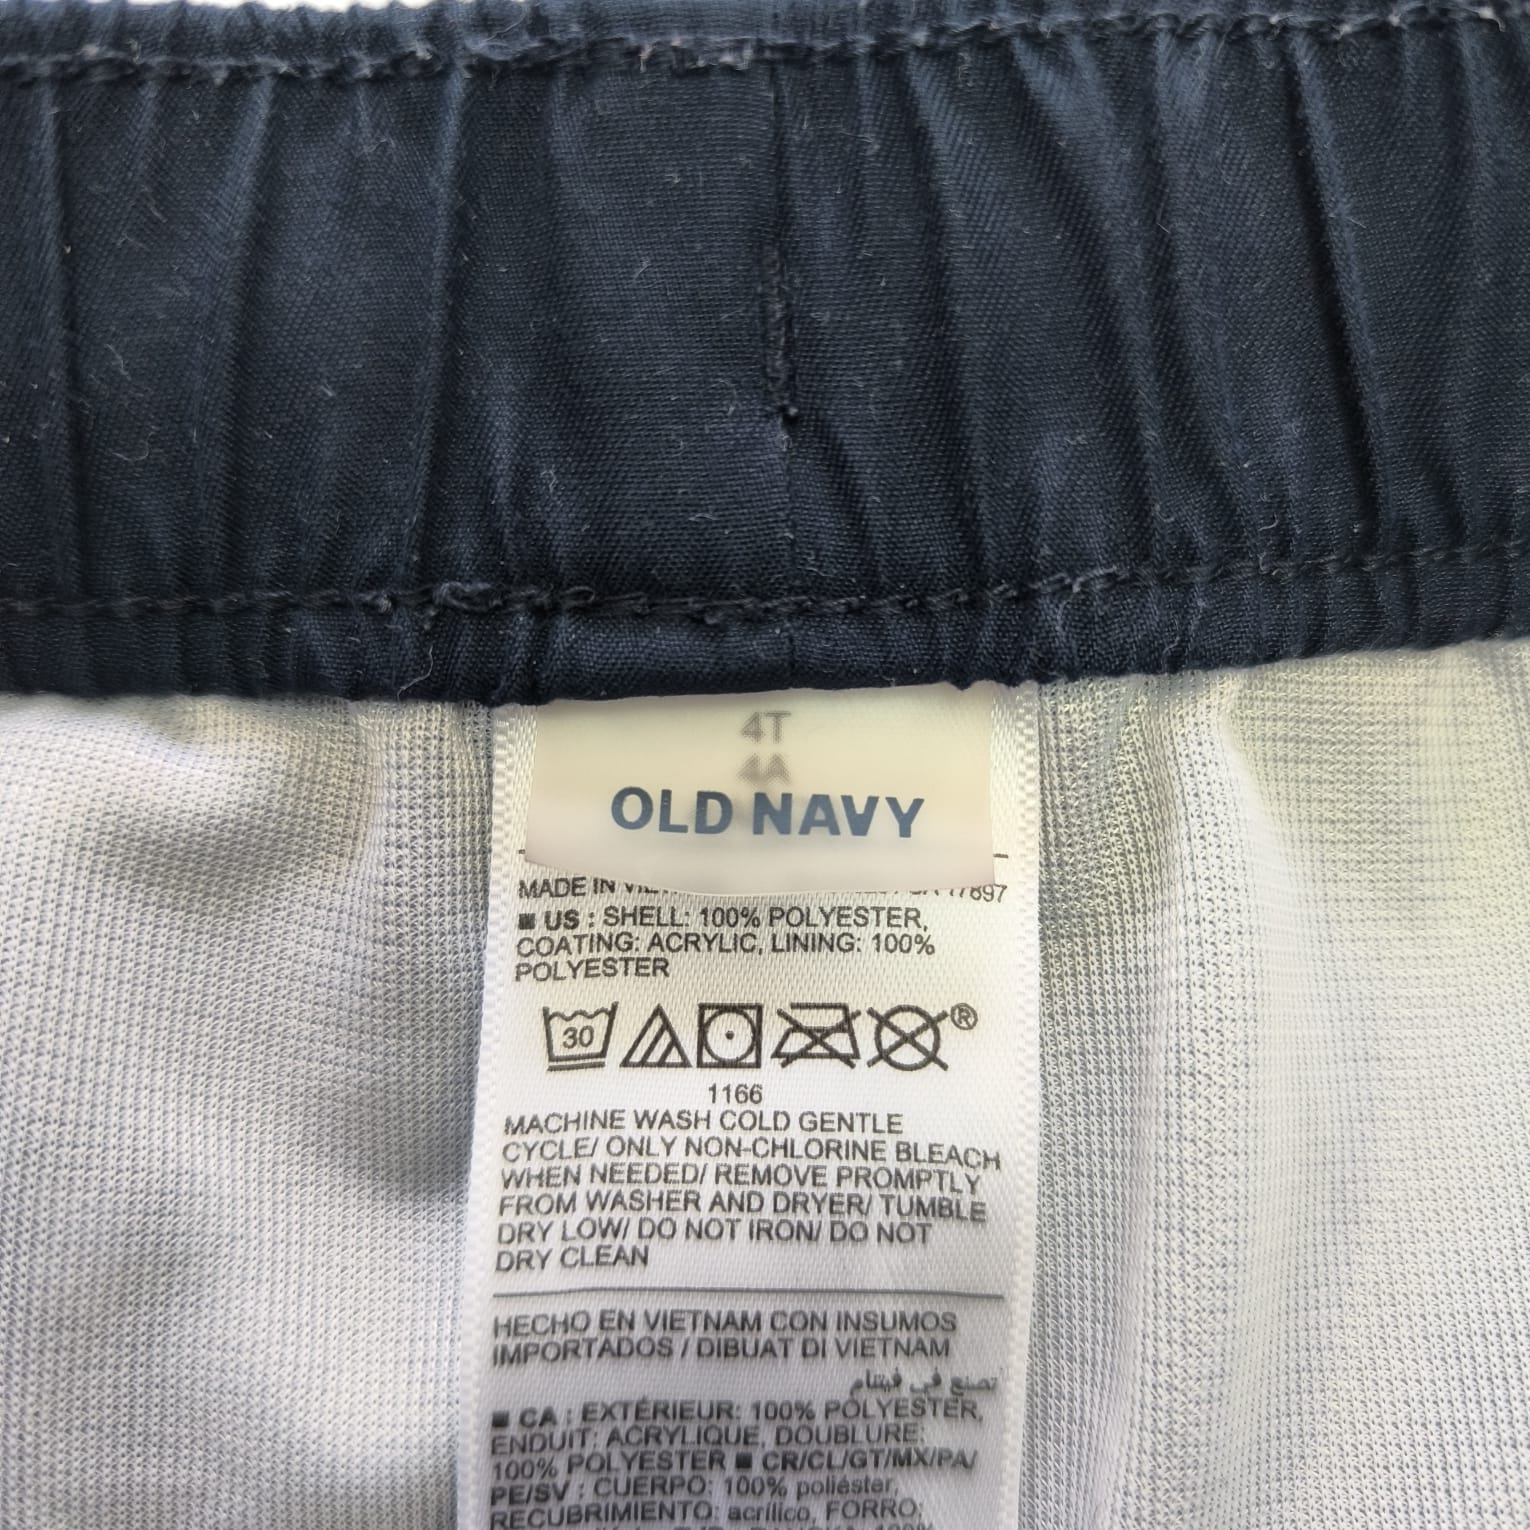 4T
4A
OLD NAVY
MADE IN 17897
■ US : SHELL: 100% POLYESTER,
COATING: ACRYLIC, LINING: 100%
POLYESTER
30 ®
1166
MACHINE WASH COLD GENTLE
CYCLE/ ONLY NON-CHLORINE BLEACH
WHEN NEEDED/ REMOVE PROMPTLY
FROM WASHER AND DRYER/ TUMBLE
DRY LOW/ DO NOT IRON/ DO NOT
DRY CLEAN
HECHO EN VIETNAM CON INSUMOS
IMPORTADOS / DIBUAT DI VIETNAM
تصنع في فيتنام
■ CA : EXTÉRIEUR: 100% POLYESTER,
ENDUIT: ACRYLIQUE, DOUBLURE:
100% POLYESTER ■ CR/CL/GT/MX/PA/
PE/SV : CUERPO: 100% poliéster,
RECUBRIMIENTO: acrílico, FORRO: